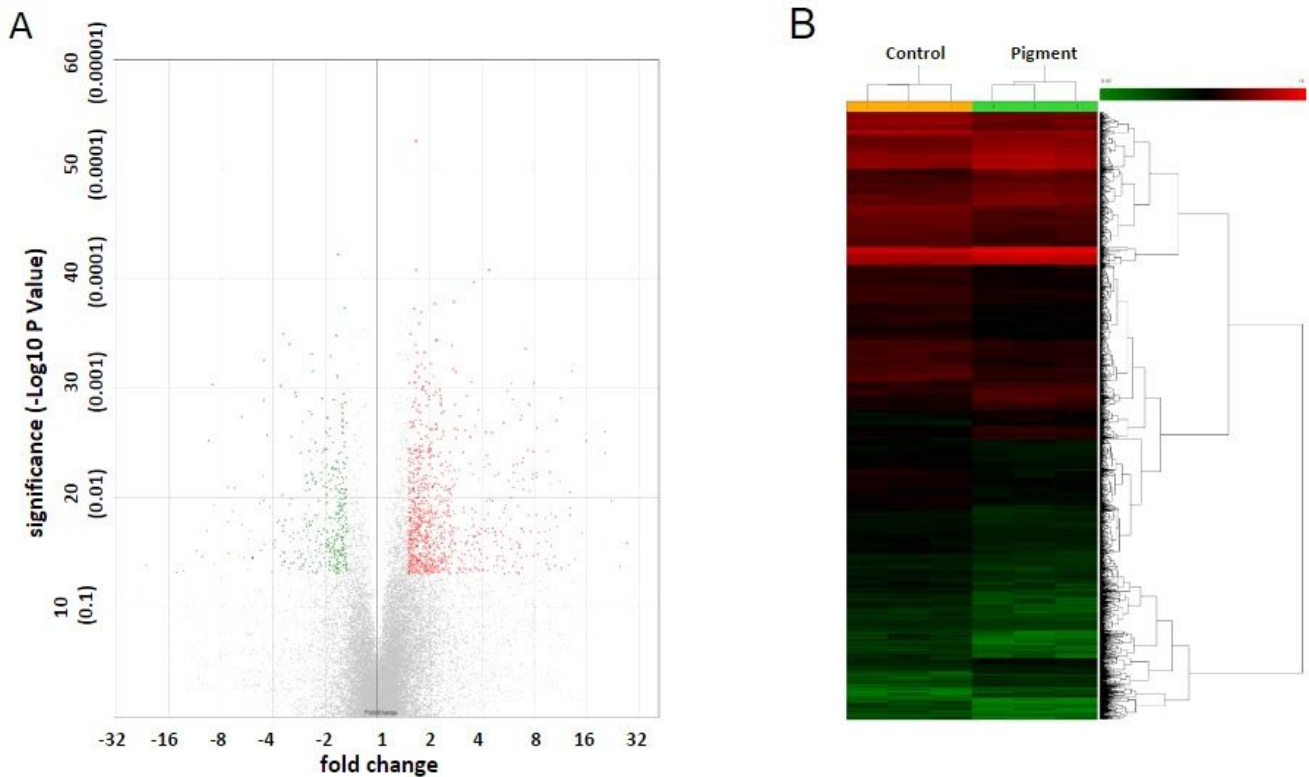 A
B
60
(0.00001)
50
(0.0001)
40
(0.0001)
30
(0.001)
20
(0.01)
10
(0.1)
significance (-Log10 P Value)
-32 -16 -8 -4 -2 1 2 4 8 16 32
fold change
Control Pigment